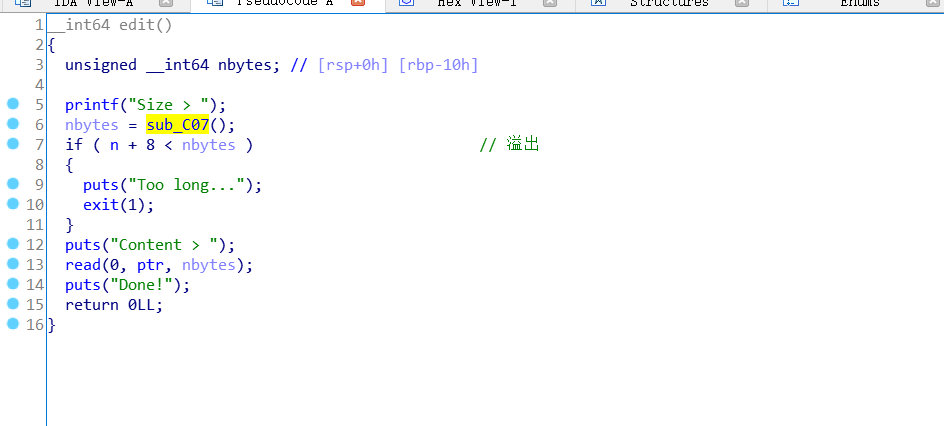 IDA View-A Pseudocode A Hex View-1 Structures Enums
1 __int64 edit()
2 {
3 unsigned __int64 nbytes; // [rsp+0h] [rbp-10h]
4
5 printf("Size > ");
6 nbytes = sub_C07();
7 if ( n + 8 < nbytes ) // 溢出
8 {
9 puts("Too long...");
10 exit(1);
11 }
12 puts("Content > ");
13 read(0, ptr, nbytes);
14 puts("Done!");
15 return 0LL;
16 }